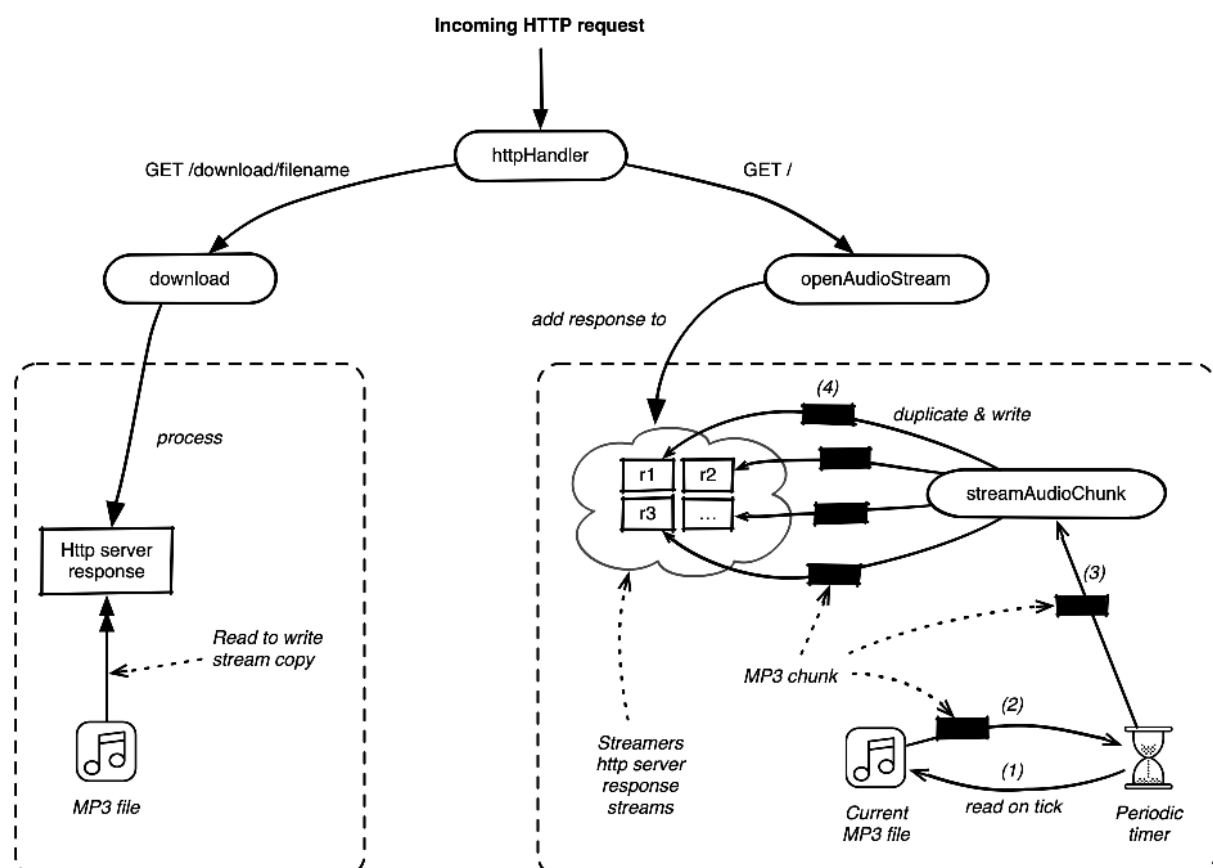 Incoming HTTP request
httpHandler
GET /download/filename
GET /
download
openAudioStream
add response to
process
Http server
response
Read to write
stream copy
MP3 file
(4)
duplicate & write
r1
r2
r3
...
streamAudioChunk
(3)
MP3 chunk
(2)
Streamers
http server
response
streams
(1)
read on tick
Current
MP3 file
Periodic
timer